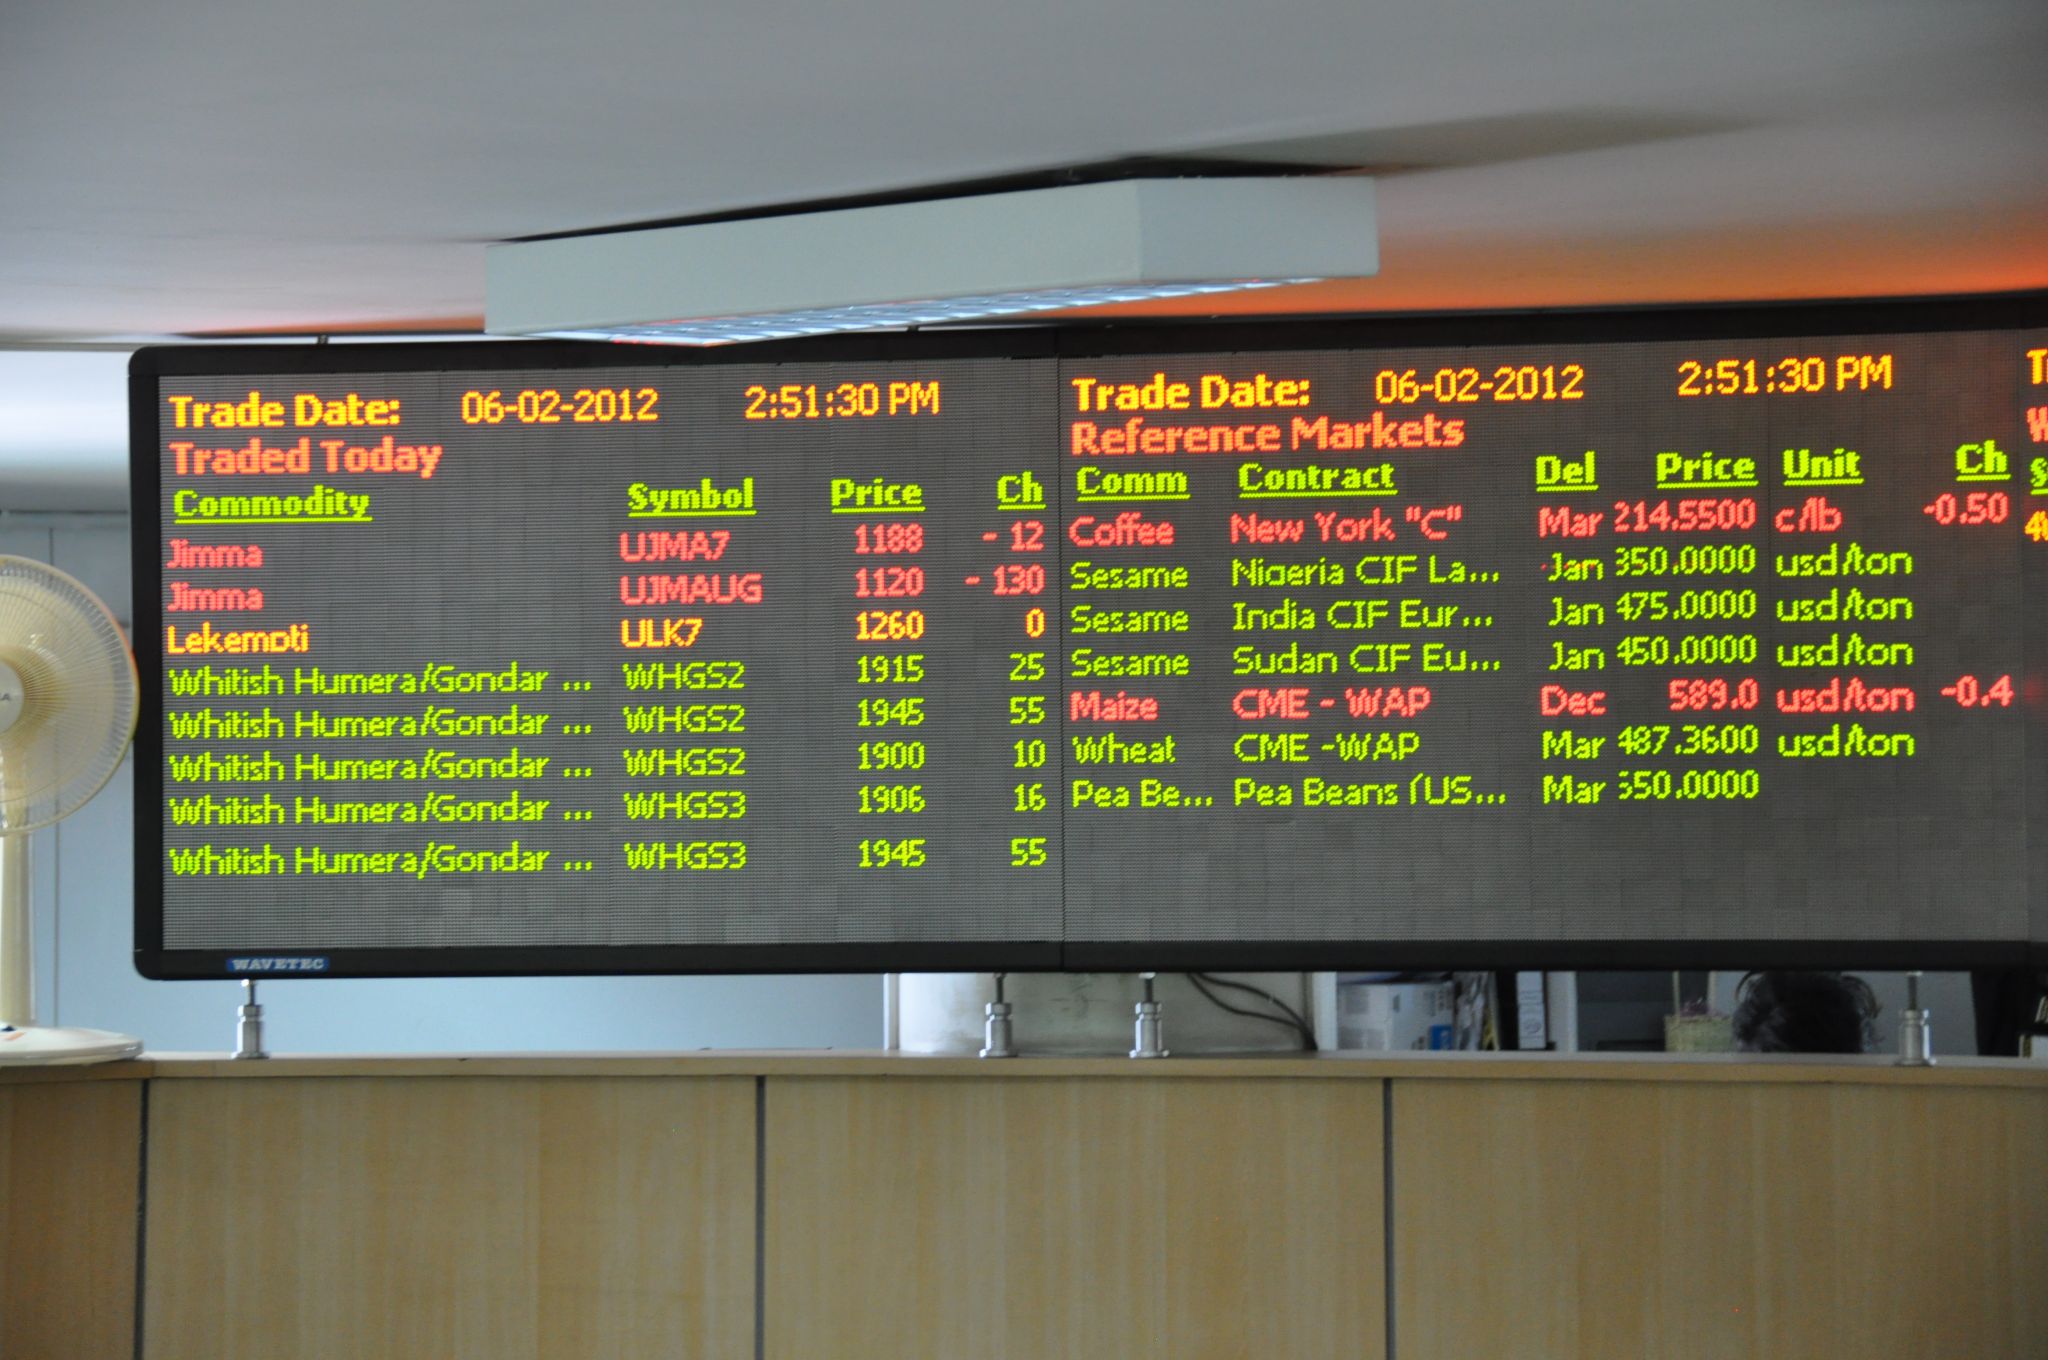 Trade Date: 06-02-2012 2:51:30 PM
Traded Today
Commodity Symbol Price Ch
Jimma UJMA7 1188 - 12
Jimma UJMAUG 1120 - 130
Lekempti ULK7 1260 0
Whitish Humera/Gondar ... WHGS2 1915 25
Whitish Humera/Gondar ... WHGS2 1945 55
Whitish Humera/Gondar ... WHGS2 1900 10
Whitish Humera/Gondar ... WHGS3 1906 16
Whitish Humera/Gondar ... WHGS3 1945 55
WAVETEC
Trade Date: 06-02-2012 2:51:30 PM
Reference Markets
Comm Contract Del Price Unit Ch
Coffee New York "C" Mar 214.5500 c/lb -0.50
Sesame Nigeria CIF La... Jan 350.0000 usd/ton
Sesame India CIF Eur... Jan 475.0000 usd/ton
Sesame Sudan CIF Eu... Jan 450.0000 usd/ton
Maize CME - WAP Dec 589.0 usd/ton -0.4
Wheat CME -WAP Mar 487.3600 usd/ton
Pea Be... Pea Beans (US... Mar